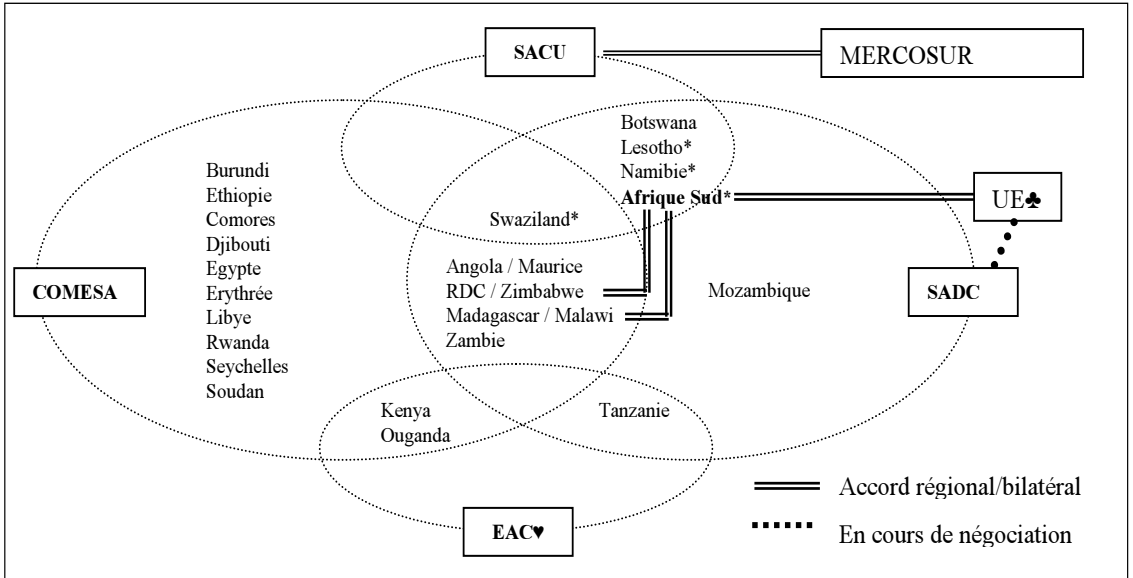 SACU
MERCOSUR
Botswana
Lesotho*
Namibie*
Afrique Sud*
UE♣
Burundi
Ethiopie
Comores
Djibouti
Egypte
Erythrée
Libye
Rwanda
Seychelles
Soudan
Swaziland*
COMESA
Angola / Maurice
RDC / Zimbabwe
Madagascar / Malawi
Zambie
Mozambique
SADC
Kenya
Ouganda
Tanzanie
EAC♥
Accord régional/bilatéral
En cours de négociation